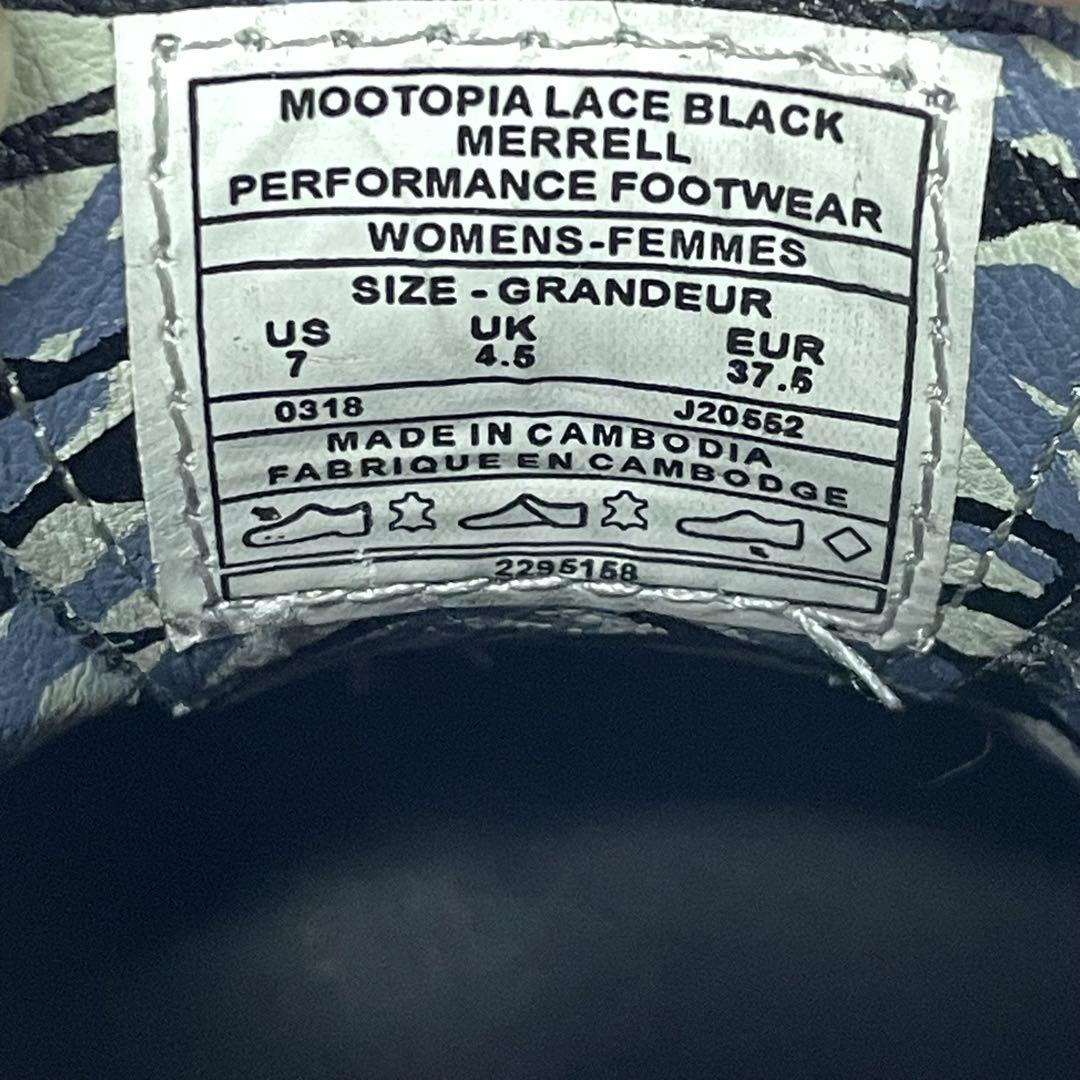 MOOTOPIA LACE BLACK
MERRELL
PERFORMANCE FOOTWEAR
WOMENS-FEMMES
SIZE - GRANDEUR
US UK EUR
7 4.5 37.5
0318 J20552
MADE IN CAMBODIA
FABRIQUE EN CAMBODGE
2295158